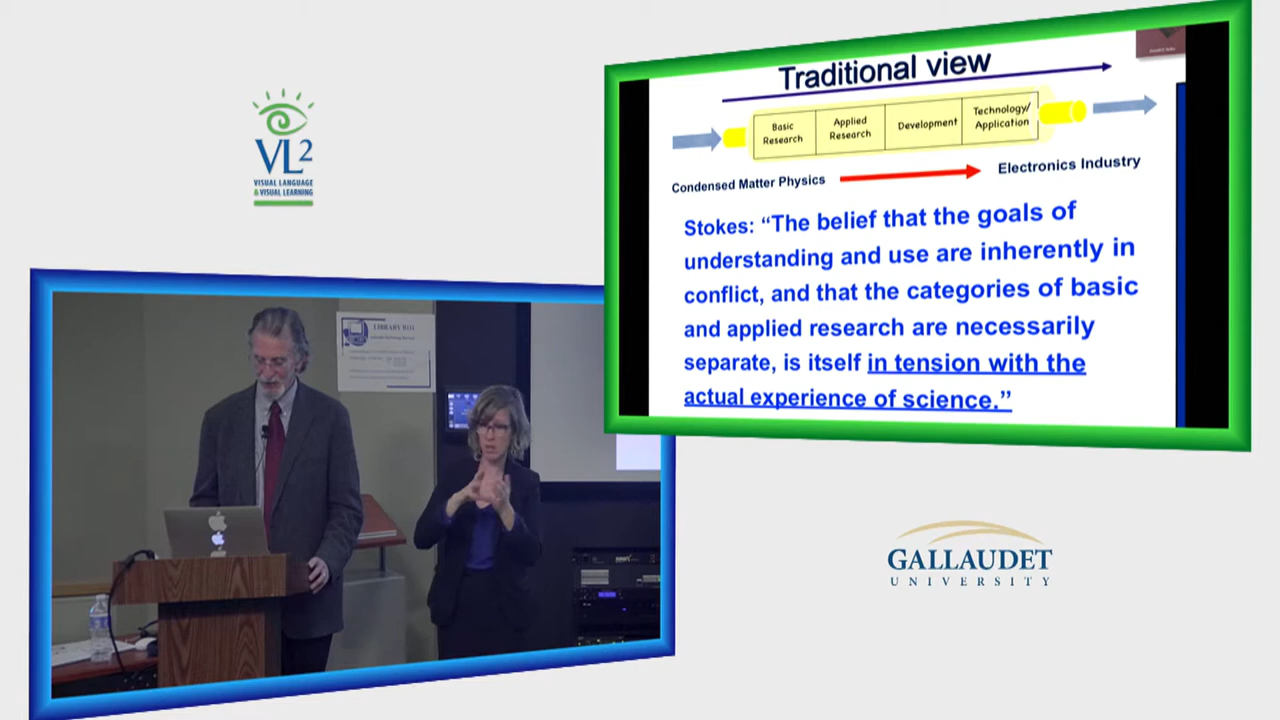 VL2
VISUAL LANGUAGE
& VISUAL LEARNING
Traditional view
Basic
Research
Applied
Research
Development
Technology/
Application
Condensed Matter Physics
Electronics Industry
Stokes: “The belief that the goals of
understanding and use are inherently in
conflict, and that the categories of basic
and applied research are necessarily
separate, is itself in tension with the
actual experience of science.”
LIBRARY B111
GALLAUDET
UNIVERSITY